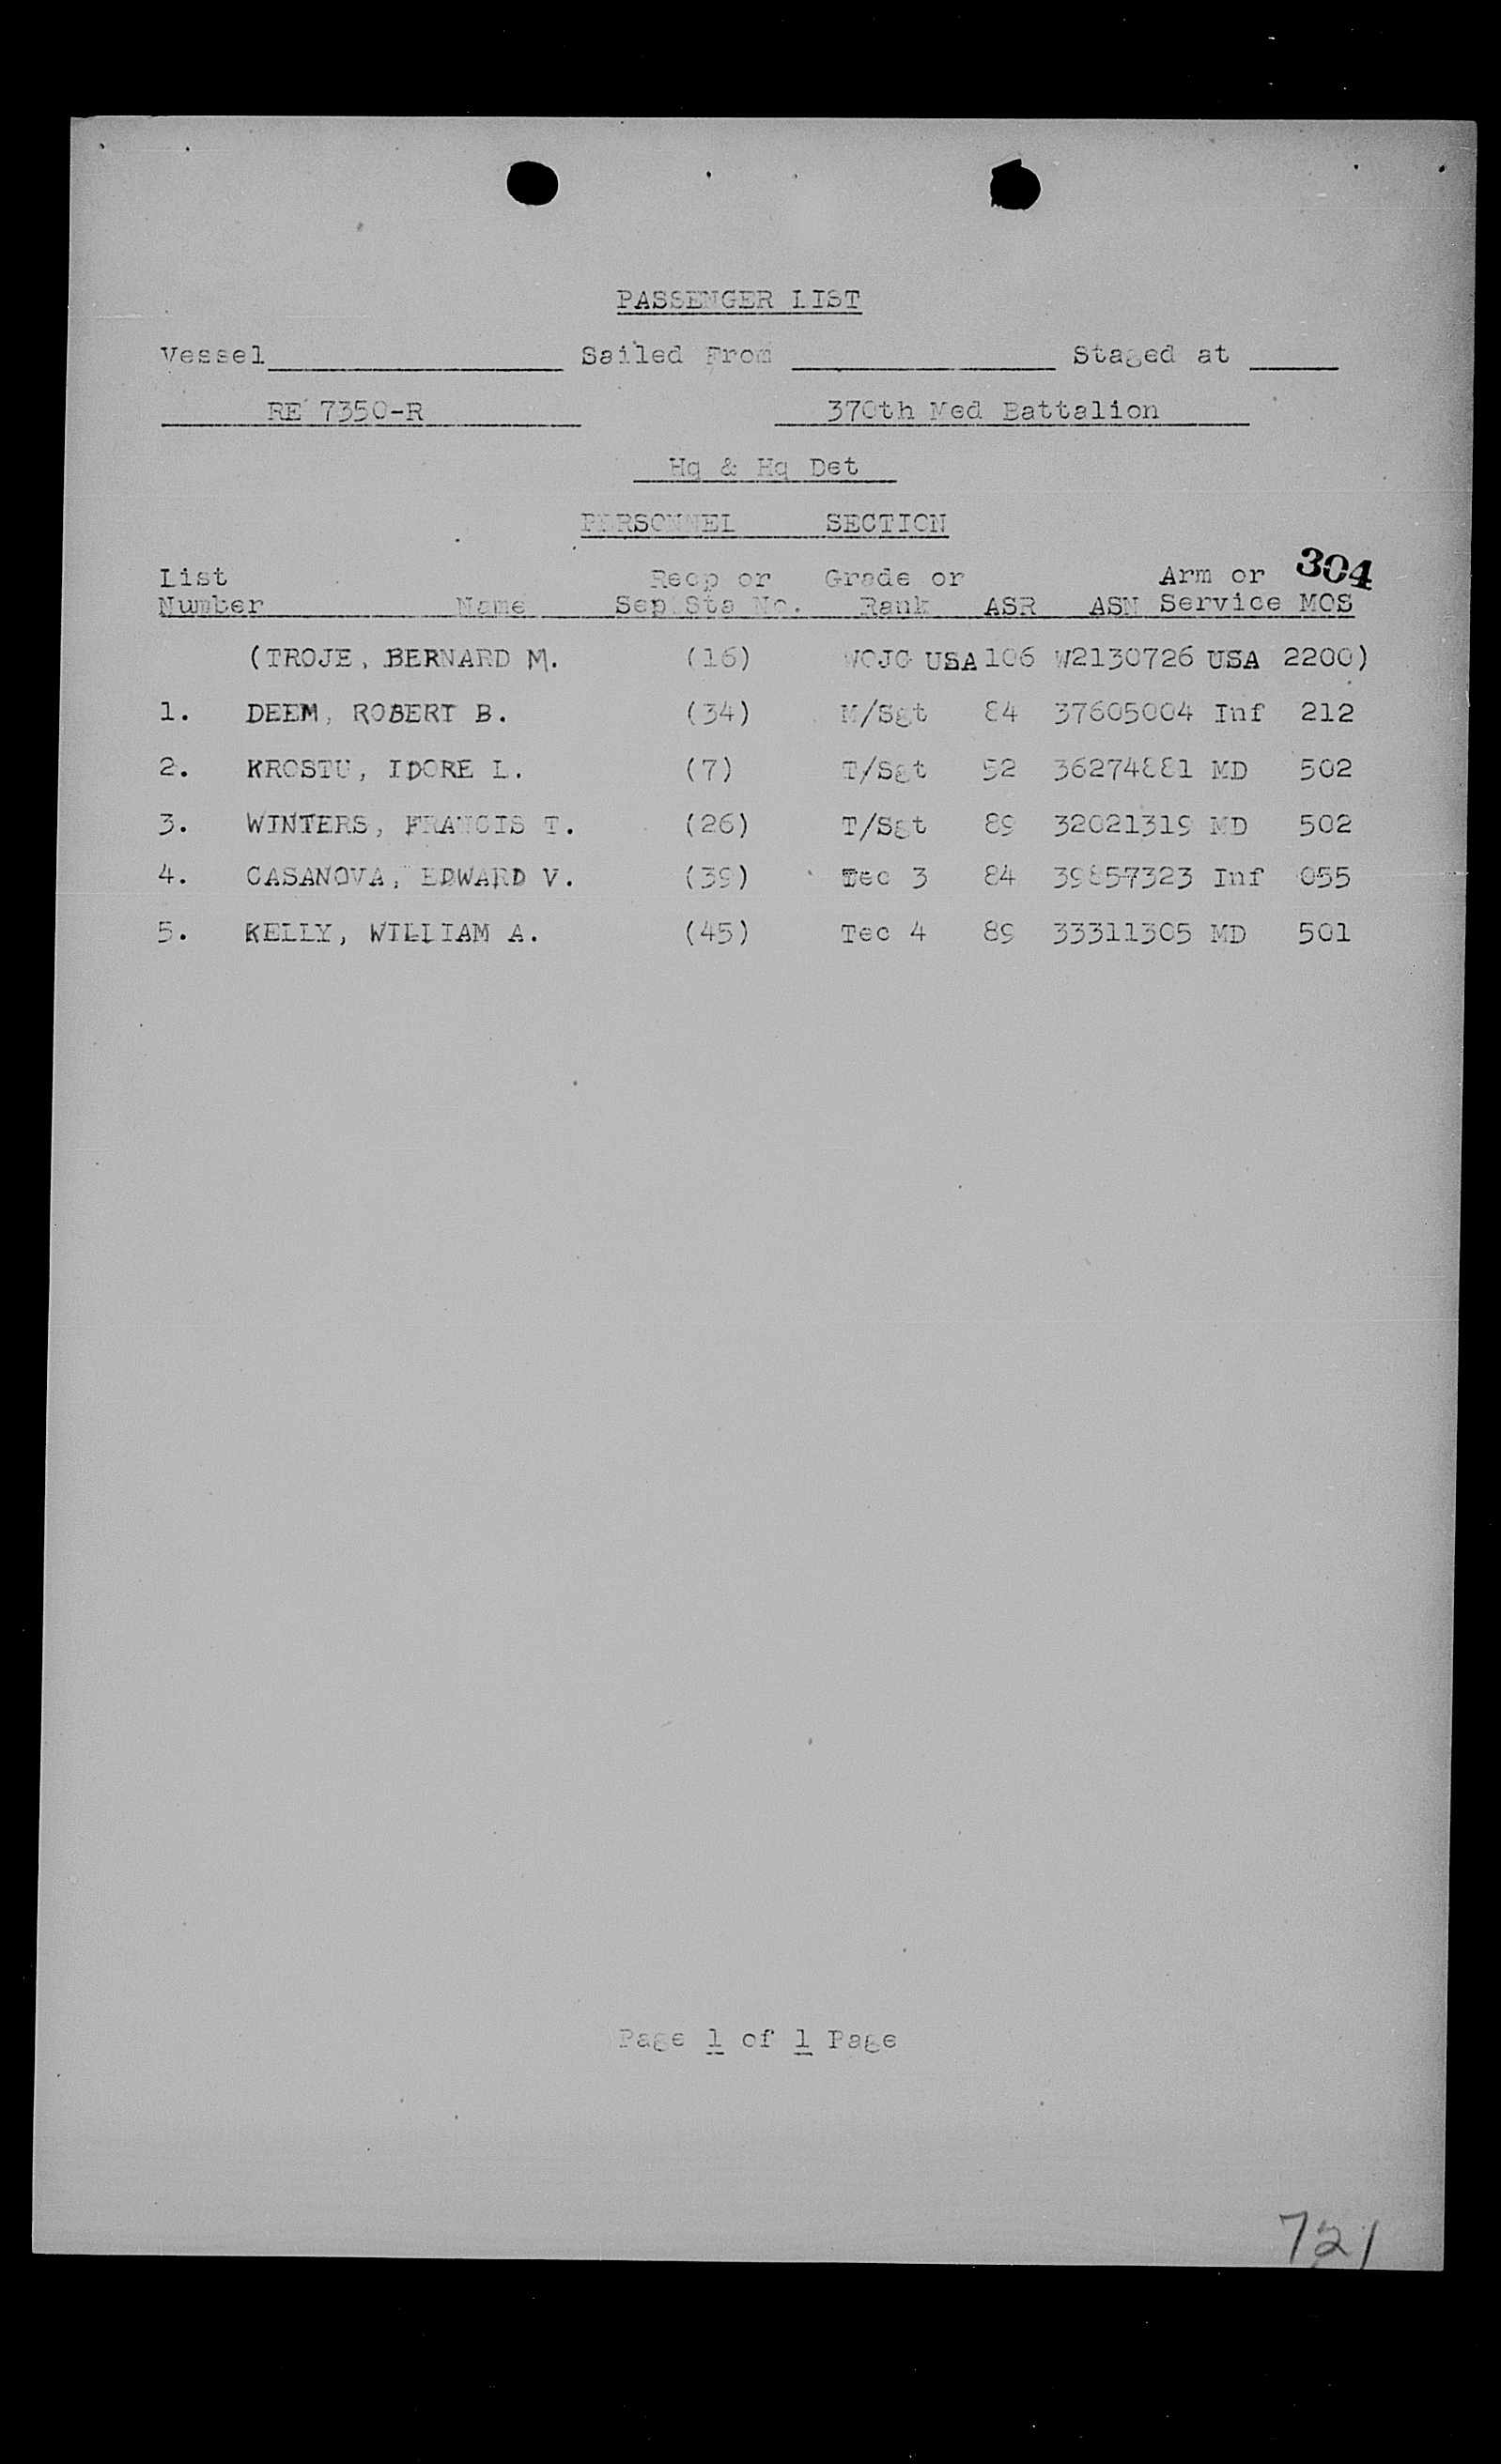 PASSENGER LIST
Vessel Sailed From Staged at
RE 7350-R 370th Med Battalion
Hq & Hq Det
PERSONNEL SECTION
304
List Recp or Grade or Arm or
Number Name Sep Sta No. Rank ASR ASN Service MOS
(TROJE, BERNARD M. (16) WOJG USA 106 W2130726 USA 2200)
1. DEEM, ROBERT B. (34) M/Sgt 84 37605004 Inf 212
2. KROSTU, IDORE L. (7) T/Sgt 52 36274881 MD 502
3. WINTERS, FRANCIS T. (26) T/Sgt 89 32021319 MD 502
4. CASANOVA, EDWARD V. (39) Tec 3 84 39857323 Inf 055
5. KELLY, WILLIAM A. (45) Tec 4 89 33311305 MD 501
Page 1 of 1 Page
721